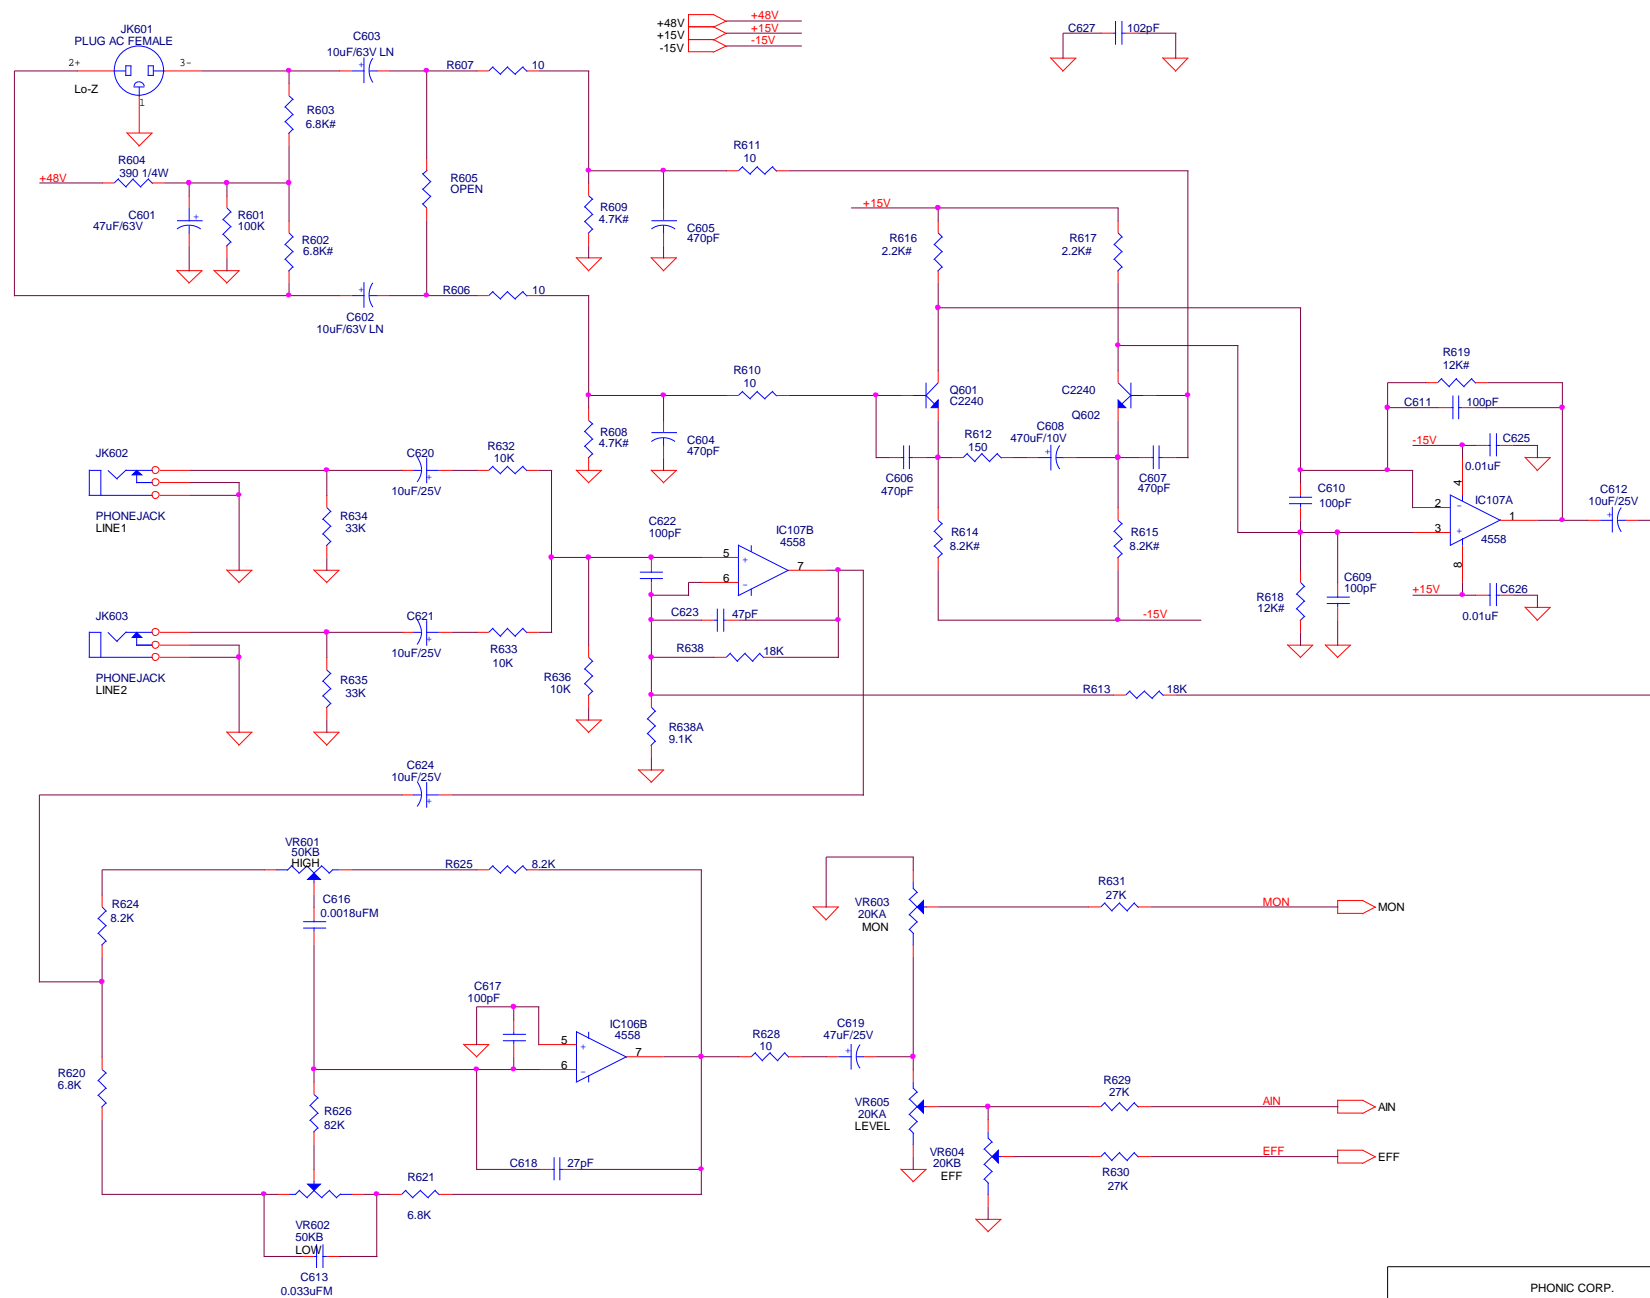 JK601
PLUG AC FEMALE
2+
3-
Lo-Z
1
C603
10uF/63V LN
R607
10
+48V
+15V
-15V
+48V
+15V
-15V
C627
102pF
R603
6.8K#
R604
390 1/4W
+48V
C601
47uF/63V
R601
100K
R602
6.8K#
R605
OPEN
R606
10
C602
10uF/63V LN
R611
10
R609
4.7K#
C605
470pF
+15V
R616
2.2K#
R617
2.2K#
R610
10
R608
4.7K#
C604
470pF
Q601
C2240
C2240
Q602
R612
150
C608
470uF/10V
C606
470pF
C607
470pF
R614
8.2K#
R615
8.2K#
-15V
R619
12K#
C611
100pF
-15V
C625
0.01uF
4
2
-
3
+
1
IC107A
4558
8
C610
100pF
C609
100pF
R618
12K#
+15V
C626
0.01uF
C612
10uF/25V
JK602
PHONEJACK
LINE1
R634
33K
C620
10uF/25V
R632
10K
JK603
PHONEJACK
LINE2
R635
33K
C621
10uF/25V
R633
10K
R636
10K
C622
100pF
IC107B
4558
5
+
6
-
7
C623
47pF
R638
18K
R638A
9.1K
R613
18K
C624
10uF/25V
VR601
50KB
HIGH
R625
8.2K
R624
8.2K
C616
0.0018uFM
C617
100pF
IC106B
4558
5
+
6
-
7
R620
6.8K
R626
82K
C618
27pF
R621
6.8K
VR602
50KB
LOW
C613
0.033uFM
R628
10
C619
47uF/25V
VR603
20KA
MON
R631
27K
MON
MON
VR605
20KA
LEVEL
R629
27K
AIN
AIN
VR604
20KB
EFF
R630
27K
EFF
EFF
PHONIC CORP.